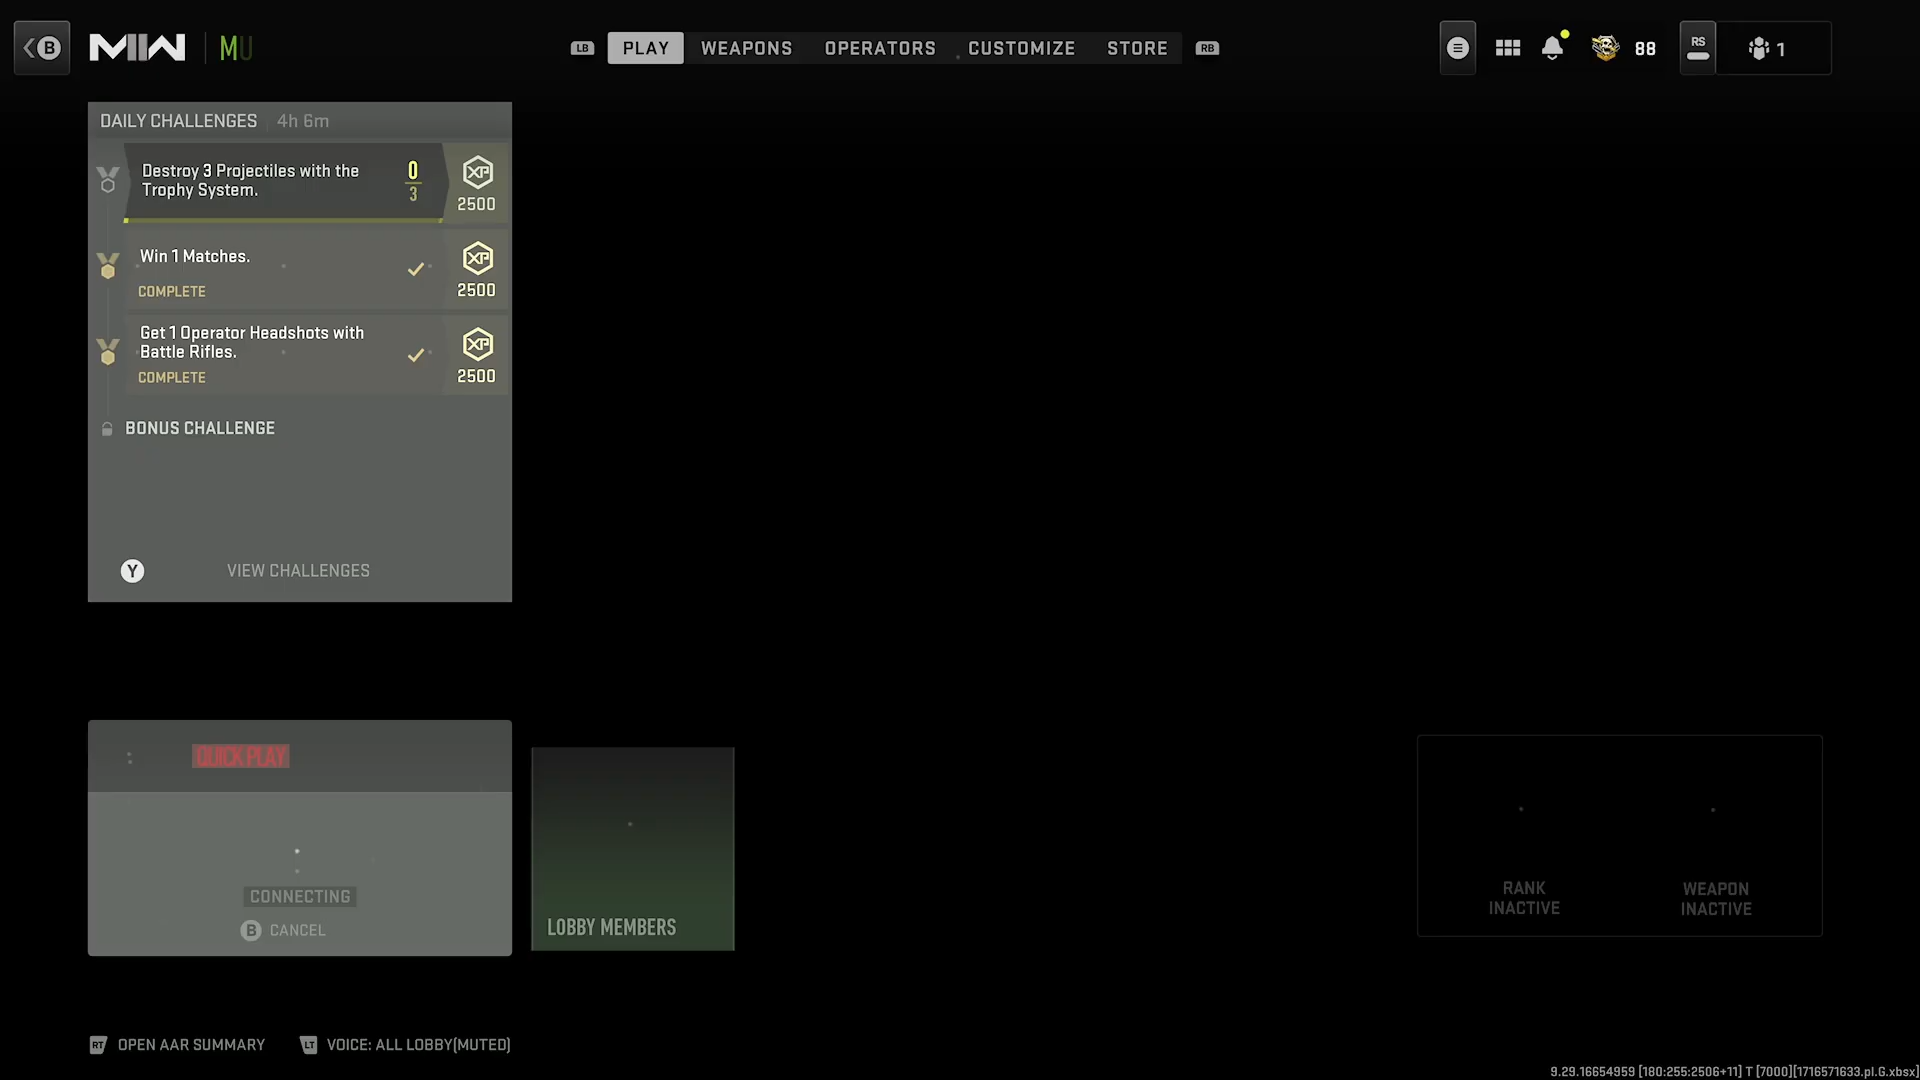 B
MW
MU
LB
PLAY
WEAPONS
OPERATORS
CUSTOMIZE
STORE
RB
88
RS
1
DAILY CHALLENGES 4h 6m
Destroy 3 Projectiles with the
Trophy System.
0
3
XP
2500
Win 1 Matches.
COMPLETE
XP
2500
Get 1 Operator Headshots with
Battle Rifles.
COMPLETE
XP
2500
BONUS CHALLENGE
Y VIEW CHALLENGES
QUICK PLAY
CONNECTING
B CANCEL
LOBBY MEMBERS
RANK
INACTIVE
WEAPON
INACTIVE
RT OPEN AAR SUMMARY
LT VOICE: ALL LOBBY(MUTED)
9.29.16654959 [180:255:2506+11] T [7000][1716571633.pl.G.xbsx]